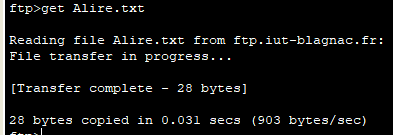 ftp>get Alire.txt
Reading file Alire.txt from ftp.iut-blagnac.fr:
File transfer in progress...
[Transfer complete - 28 bytes]
28 bytes copied in 0.031 secs (903 bytes/sec)
ftp>